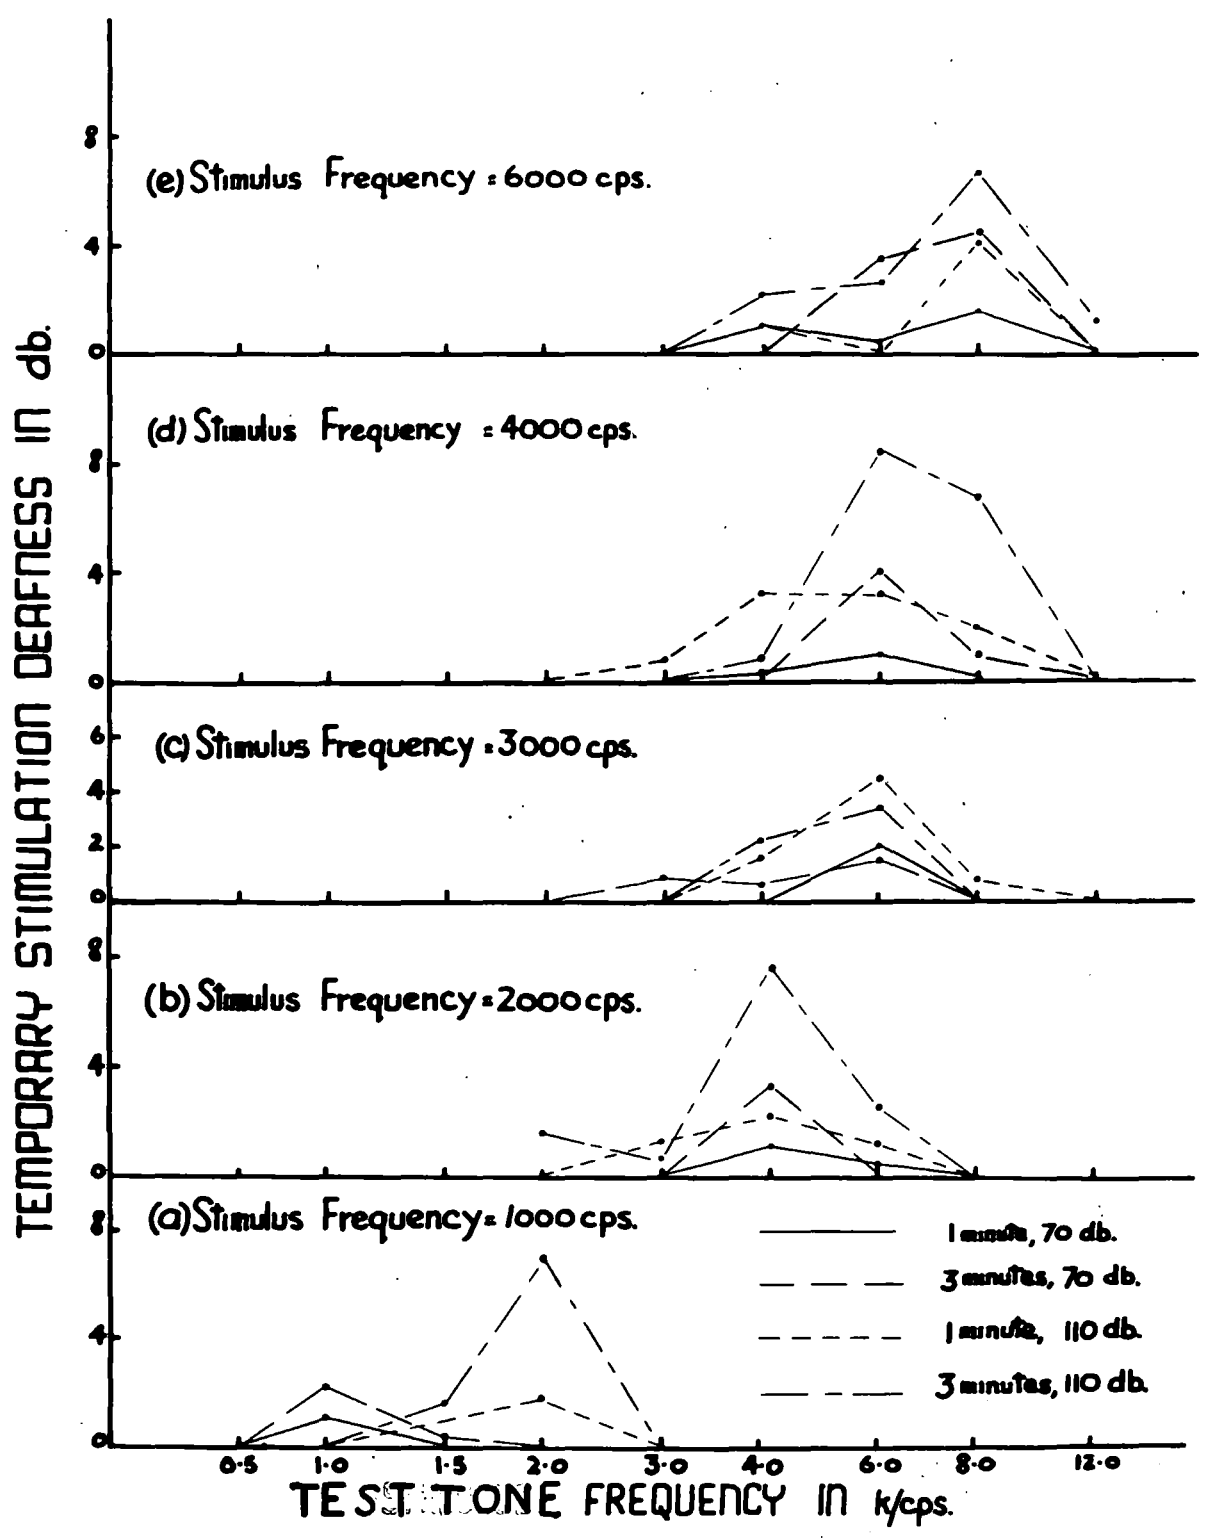 TEMPORARY STIMULATION DEAFNESS IN db.
8
(e) Stimulus Frequency = 6000 cps.
4
0
(d) Stimulus Frequency = 4000 cps.
8
4
0
6
(c) Stimulus Frequency = 3000 cps.
4
2
0
8
(b) Stimulus Frequency = 2000 cps.
4
0
(a) Stimulus Frequency = 1000 cps.
8
1 minute, 70 db.
3 minutes, 70 db.
4
1 minute, 110 db.
3 minutes, 110 db.
0
0.5 1.0 1.5 2.0 3.0 4.0 6.0 8.0 12.0
TEST TONE FREQUENCY IN k/cps.